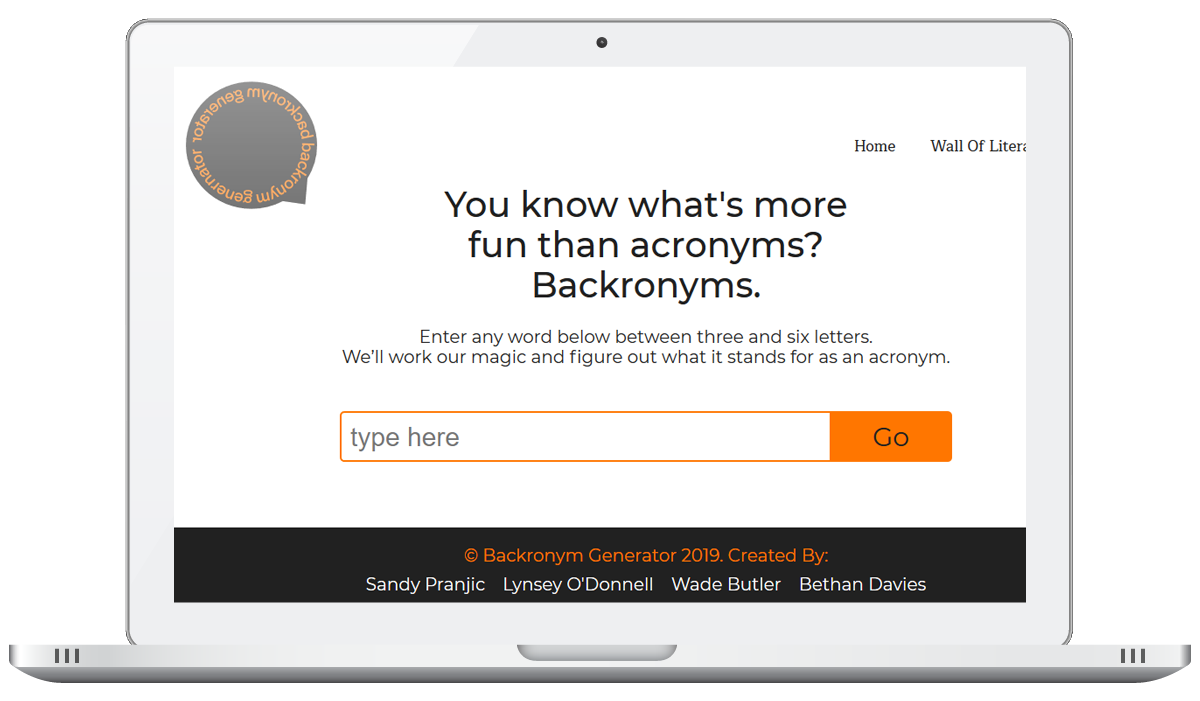 backronym generator
backronym genernator
Home Wall Of Litera
You know what's more
fun than acronyms?
Backronyms.
Enter any word below between three and six letters.
We’ll work our magic and figure out what it stands for as an acronym.
type here Go
© Backronym Generator 2019. Created By:
Sandy Pranjic Lynsey O'Donnell Wade Butler Bethan Davies